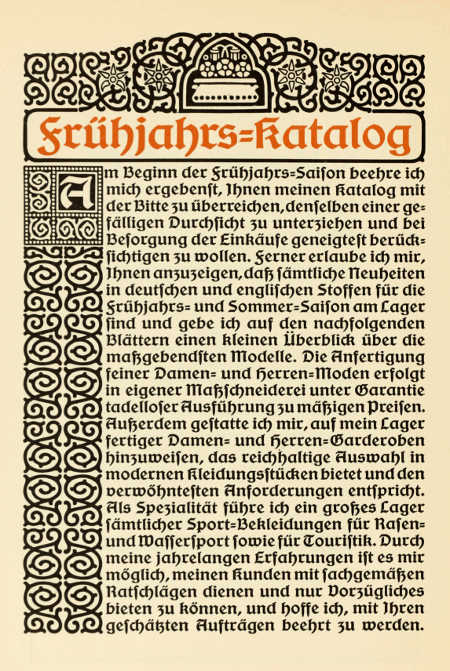 Frühjahrs-Katalog
Am Beginn der Frühjahrs-Saison beehre ich
mich ergebenst, Ihnen meinen Katalog mit
der Bitte zu überreichen, denselben einer ge-
fälligen Durchsicht zu unterziehen und bei
Besorgung der Einkäufe geneigtest berück-
sichtigen zu wollen. Ferner erlaube ich mir,
Ihnen anzuzeigen, daß sämtliche Neuheiten
in deutschen und englischen Stoffen für die
Frühjahrs- und Sommer-Saison am Lager
sind und gebe ich auf den nachfolgenden
Blättern einen kleinen Überblick über die
maßgebendsten Modelle. Die Anfertigung
feiner Damen- und Herren-Moden erfolgt
in eigener Maßschneiderei unter Garantie
tadelloser Ausführung zu mäßigen Preisen.
Außerdem gestatte ich mir, auf mein Lager
fertiger Damen- und Herren-Garderoben
hinzuweisen, das reichhaltige Auswahl in
modernen Kleidungsstücken bietet und den
verwöhntesten Anforderungen entspricht.
Als Spezialität führe ich ein großes Lager
sämtlicher Sport-Bekleidungen für Rasen-
und Wassersport sowie für Touristik. Durch
meine jahrelangen Erfahrungen ist es mir
möglich, meinen Kunden mit sachgemäßen
Ratschlägen dienen und nur Vorzügliches
bieten zu können, und hoffe ich, mit Ihren
geschätzten Aufträgen beehrt zu werden.